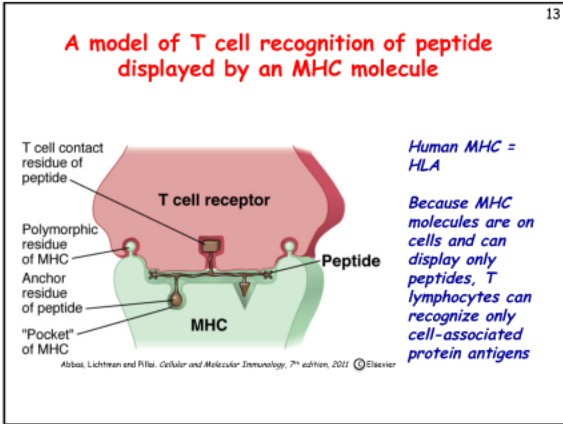 13
A model of T cell recognition of peptide
displayed by an MHC molecule
T cell contact
residue of
peptide
T cell receptor
Polymorphic
residue
of MHC
Peptide
Anchor
residue
of peptide
"Pocket"
of MHC
MHC
Abbas, Lichtman and Pillai. Cellular and Molecular Immunology, 7th edition, 2011 © Elsevier
Human MHC =
HLA
Because MHC
molecules are on
cells and can
display only
peptides, T
lymphocytes can
recognize only
cell-associated
protein antigens